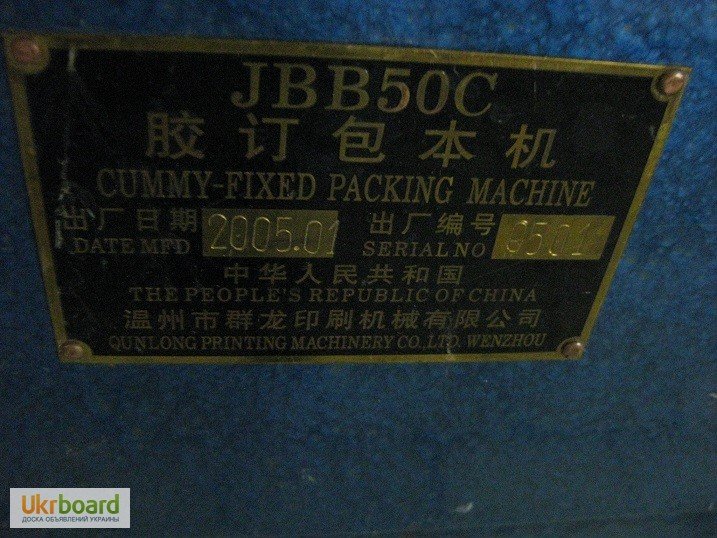 JBB50C
胶订包本机
CUMMY-FIXED PACKING MACHINE
出厂日期 2005.01 出厂编号
DATE MFD SERIAL NO
中华人民共和国
THE PEOPLE'S REPUBLIC OF CHINA
温州市群龙印刷机械有限公司
QUNLONG PRINTING MACHINERY CO.LTD. WENZHOU
Ukrboard
ДОСКА ОБЪЯВЛЕНИЙ УКРАИНЫ